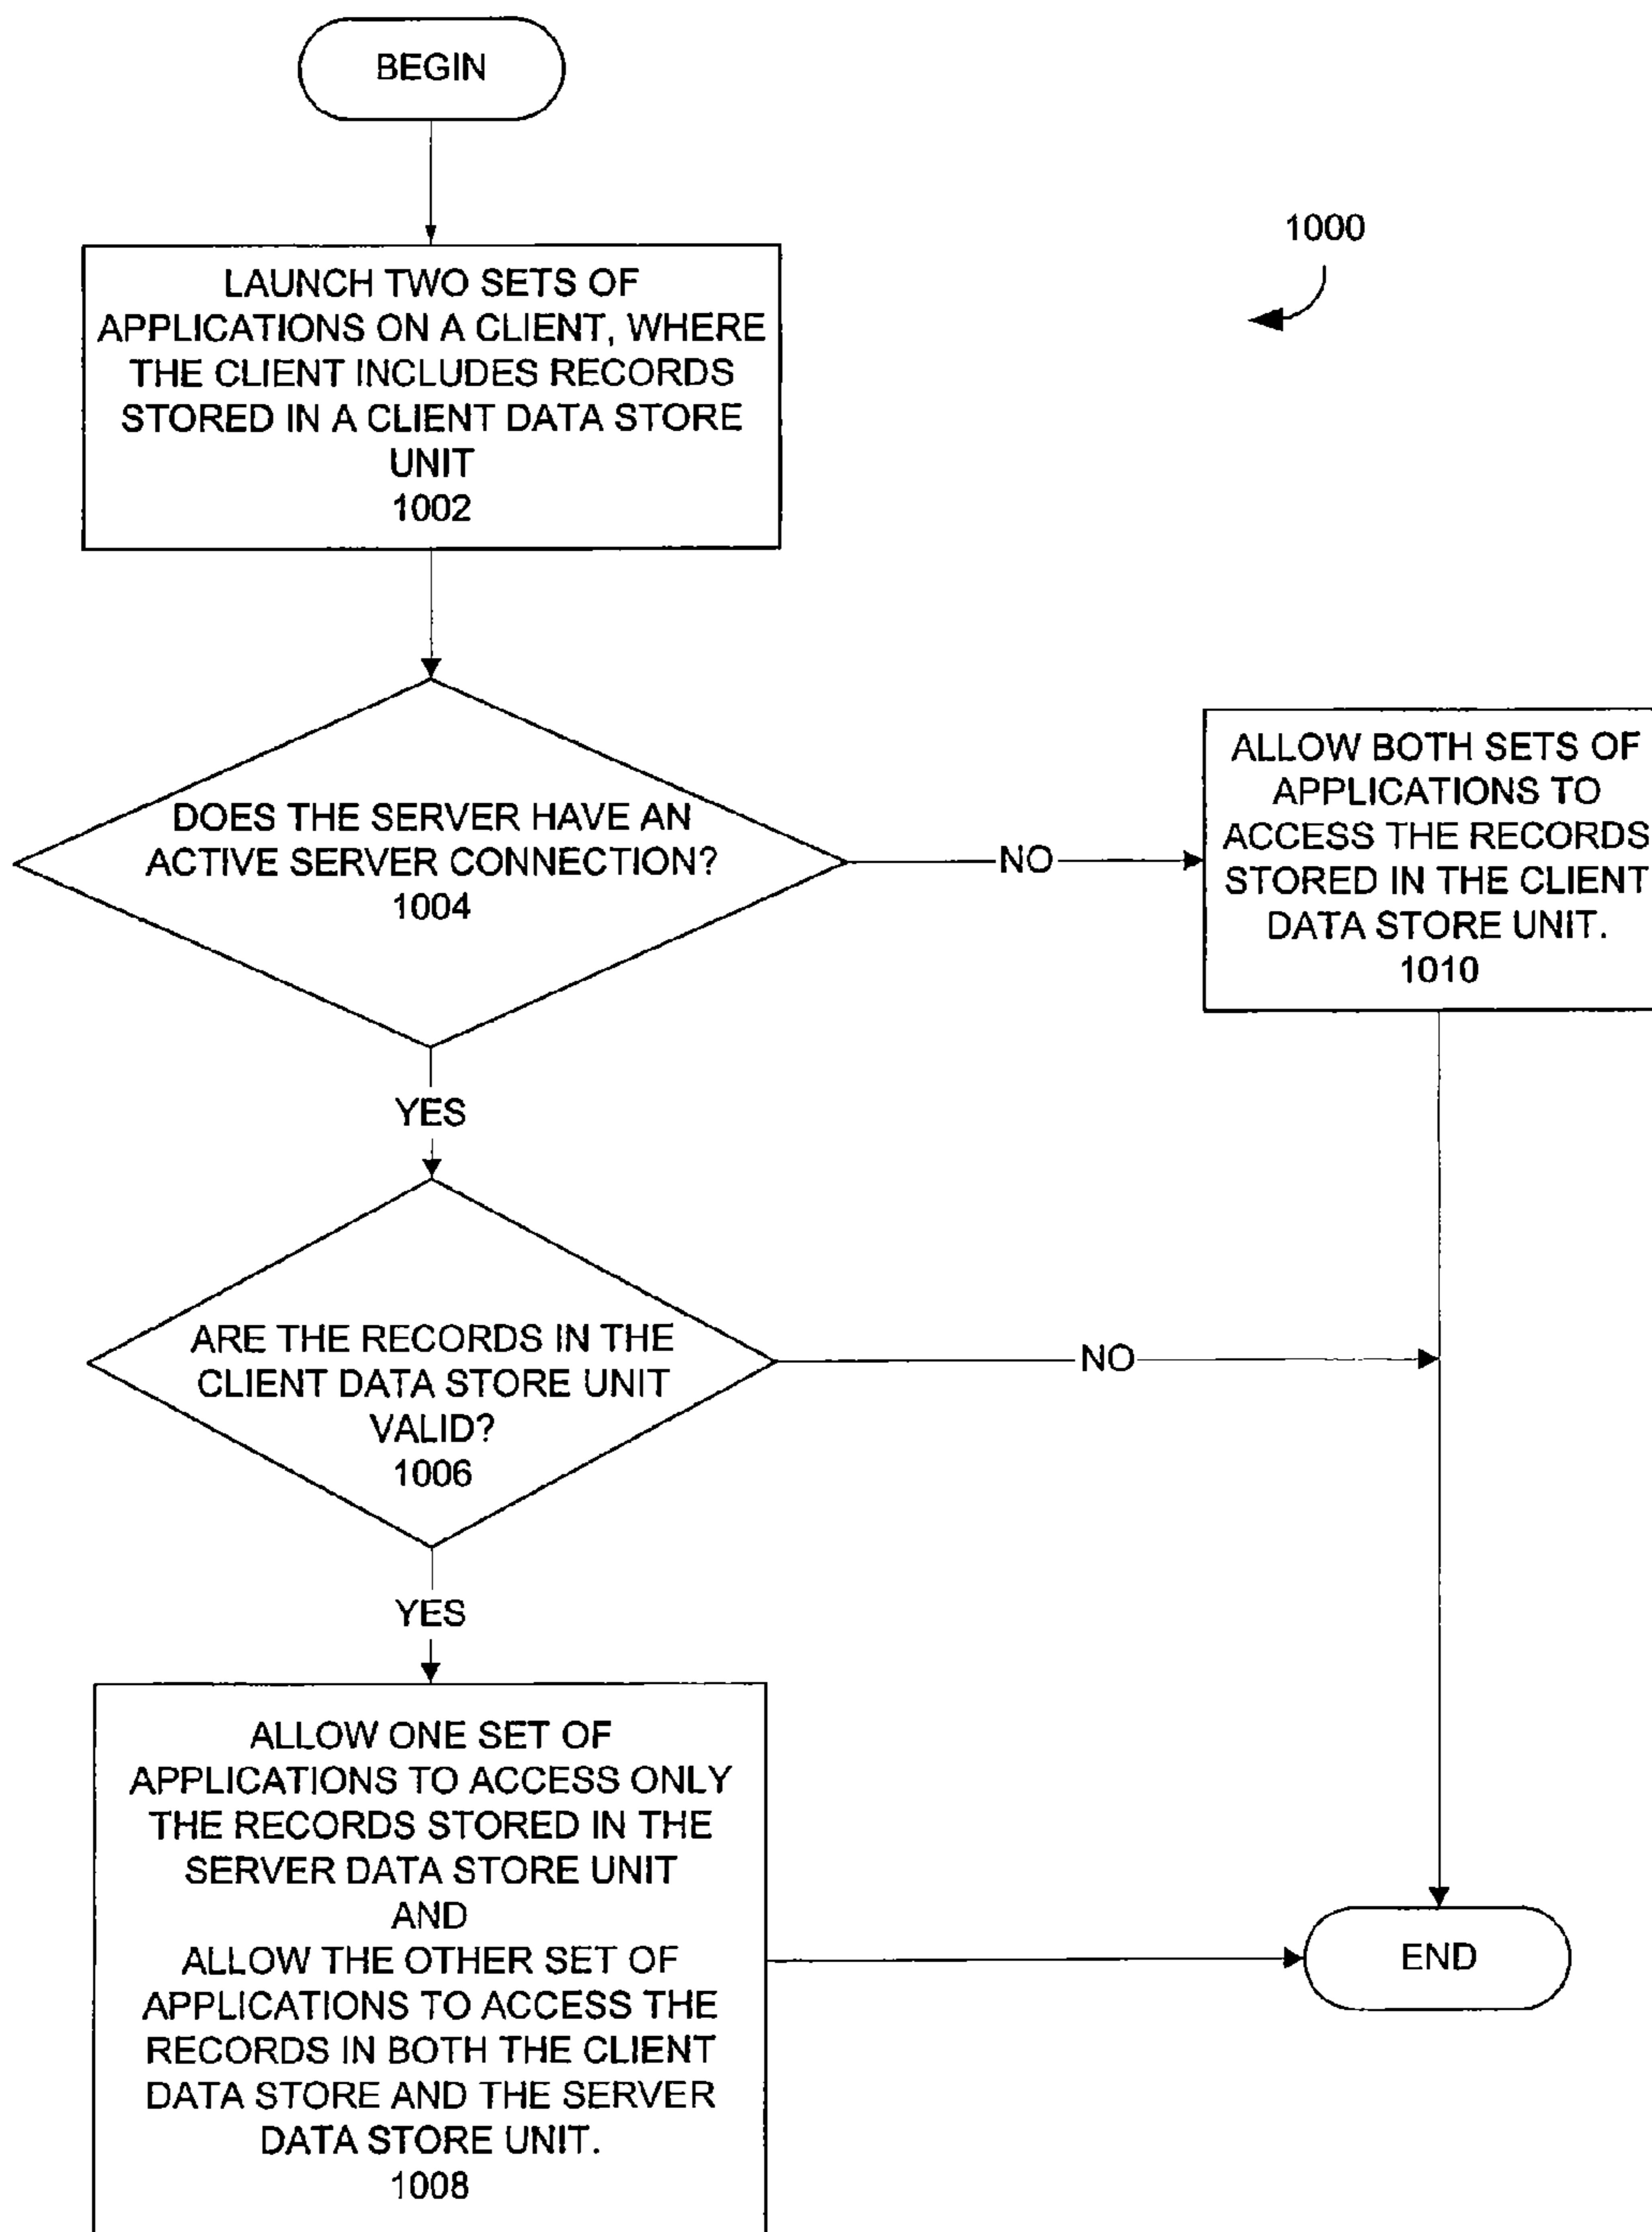 BEGIN
1000
LAUNCH TWO SETS OF
APPLICATIONS ON A CLIENT, WHERE
THE CLIENT INCLUDES RECORDS
STORED IN A CLIENT DATA STORE
UNIT
1002
DOES THE SERVER HAVE AN
ACTIVE SERVER CONNECTION?
1004
NO
ALLOW BOTH SETS OF
APPLICATIONS TO
ACCESS THE RECORDS
STORED IN THE CLIENT
DATA STORE UNIT.
1010
YES
ARE THE RECORDS IN THE
CLIENT DATA STORE UNIT
VALID?
1006
NO
YES
ALLOW ONE SET OF
APPLICATIONS TO ACCESS ONLY
THE RECORDS STORED IN THE
SERVER DATA STORE UNIT
AND
ALLOW THE OTHER SET OF
APPLICATIONS TO ACCESS THE
RECORDS IN BOTH THE CLIENT
DATA STORE AND THE SERVER
DATA STORE UNIT.
1008
END